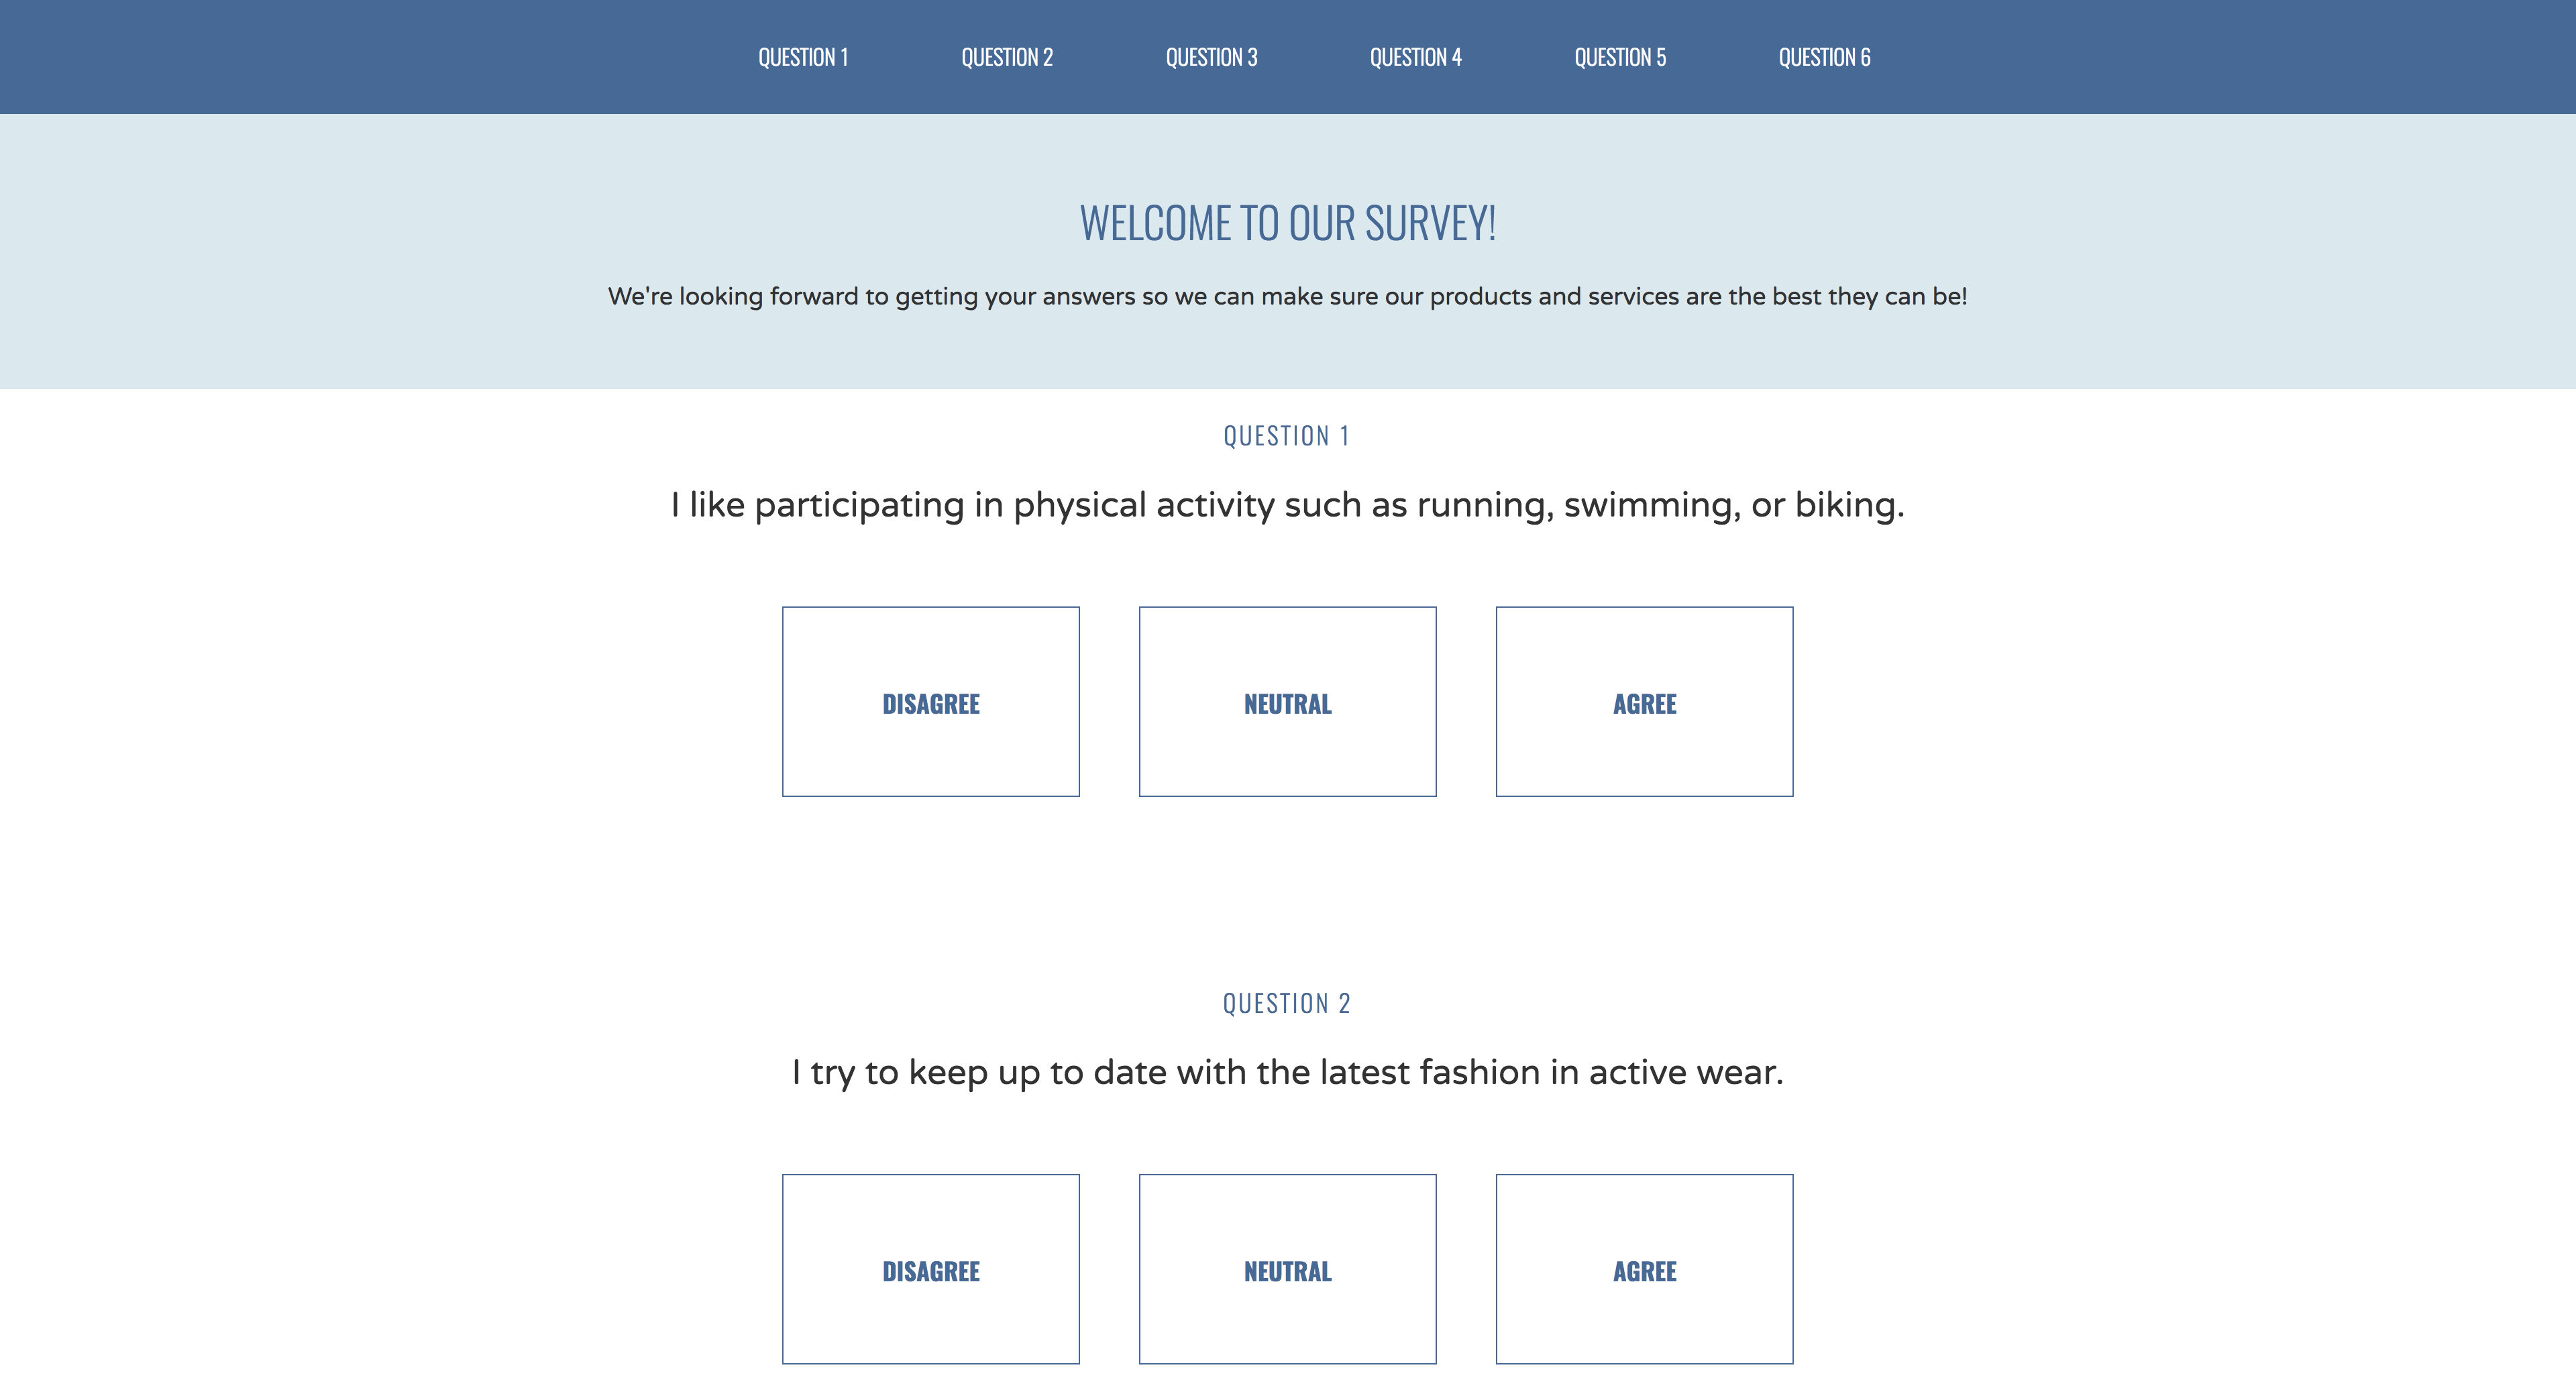 QUESTION 1 QUESTION 2 QUESTION 3 QUESTION 4 QUESTION 5 QUESTION 6
WELCOME TO OUR SURVEY!
We're looking forward to getting your answers so we can make sure our products and services are the best they can be!
QUESTION 1
I like participating in physical activity such as running, swimming, or biking.
DISAGREE NEUTRAL AGREE
QUESTION 2
I try to keep up to date with the latest fashion in active wear.
DISAGREE NEUTRAL AGREE